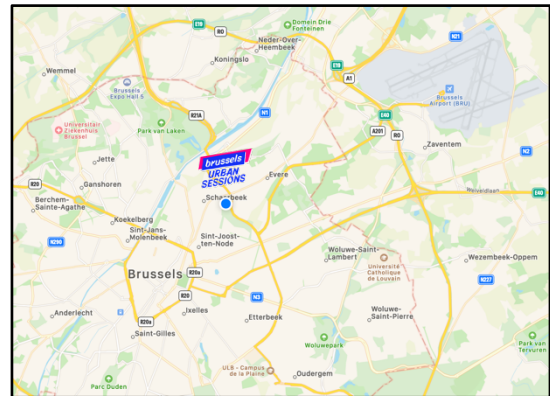 Domein Drie
Fonteinen
E19
R0
Neder-Over-
Heembeek
N21
Koningslo
E19
Wemmel
A1
Brussels
Expo Hall 5
R21A
N1
Brussels
Airport (BRU)
E40
Universitair
Ziekenhuis
Brussel
Park van Laken
A201
R0
Zaventem
N2
Jette
brussels
URBAN
SESSIONS
Evere
R20
Ganshoren
E40
Berchem-
Sainte-Agathe
Schaerbeek
Koekelberg
N290
Sint-Jans-
Molenbeek
Sint-Joost-
ten-Node
Woluwe-Saint-
Lambert
Université
Catholique
de Louvain
Wezembeek-Oppem
Brussels
R20a
N227
R20
N3
Ixelles
Anderlecht
R20a
Etterbeek
Woluwe-
Saint-Pierre
Saint-Gilles
Woluwepark
Park van
Tervuren
ULB - Campus
de la Plaine
Oudergem
Parc Duden